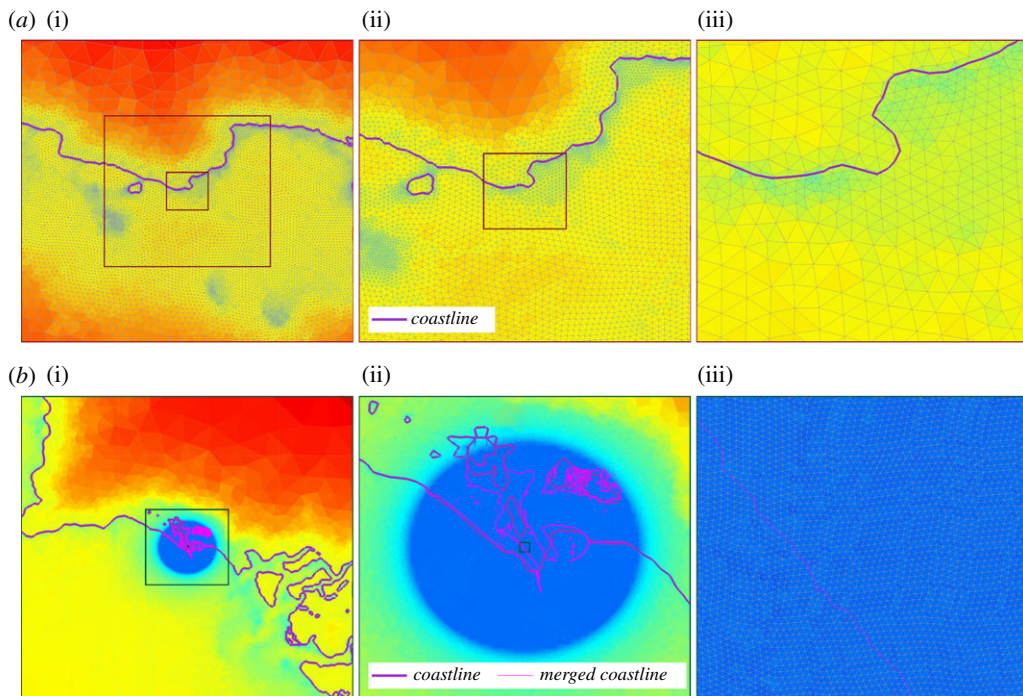 (a) (i) (ii) (iii)
coastline
(b) (i) (ii) (iii)
coastline merged coastline